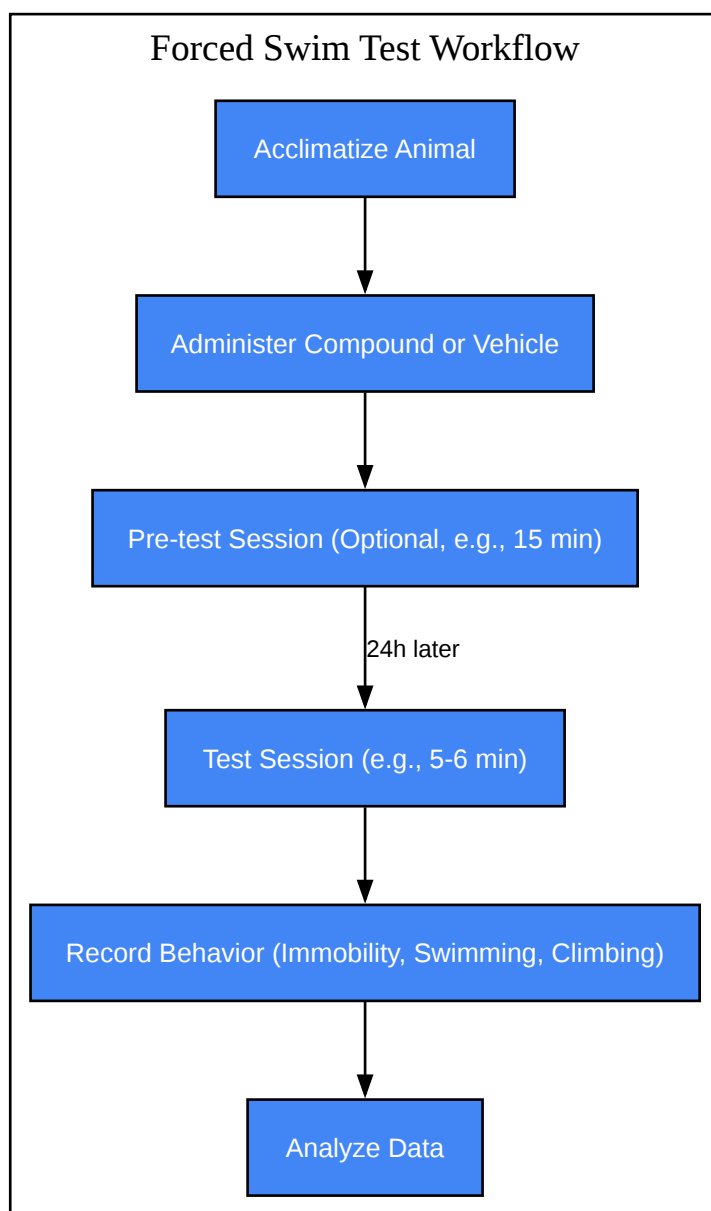 Forced Swim Test Workflow
Acclimatize Animal
Administer Compound or Vehicle
Pre-test Session (Optional, e.g., 15 min)
24h later
Test Session (e.g., 5-6 min)
Record Behavior (Immobility, Swimming, Climbing)
Analyze Data